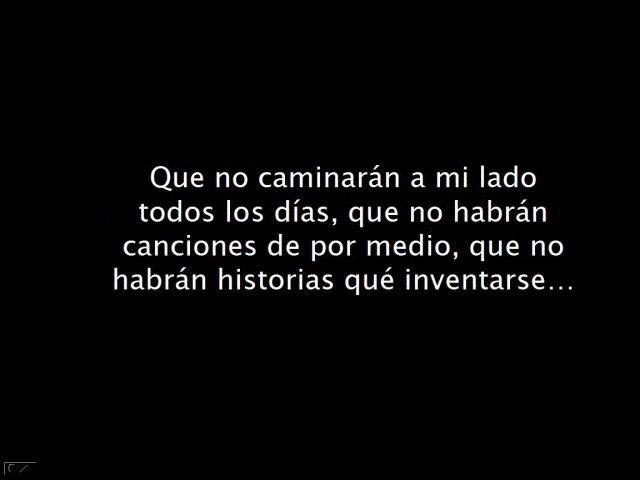 Que no caminarán a mi lado
todos los días, que no habrán
canciones de por medio, que no
habrán historias qué inventarse...